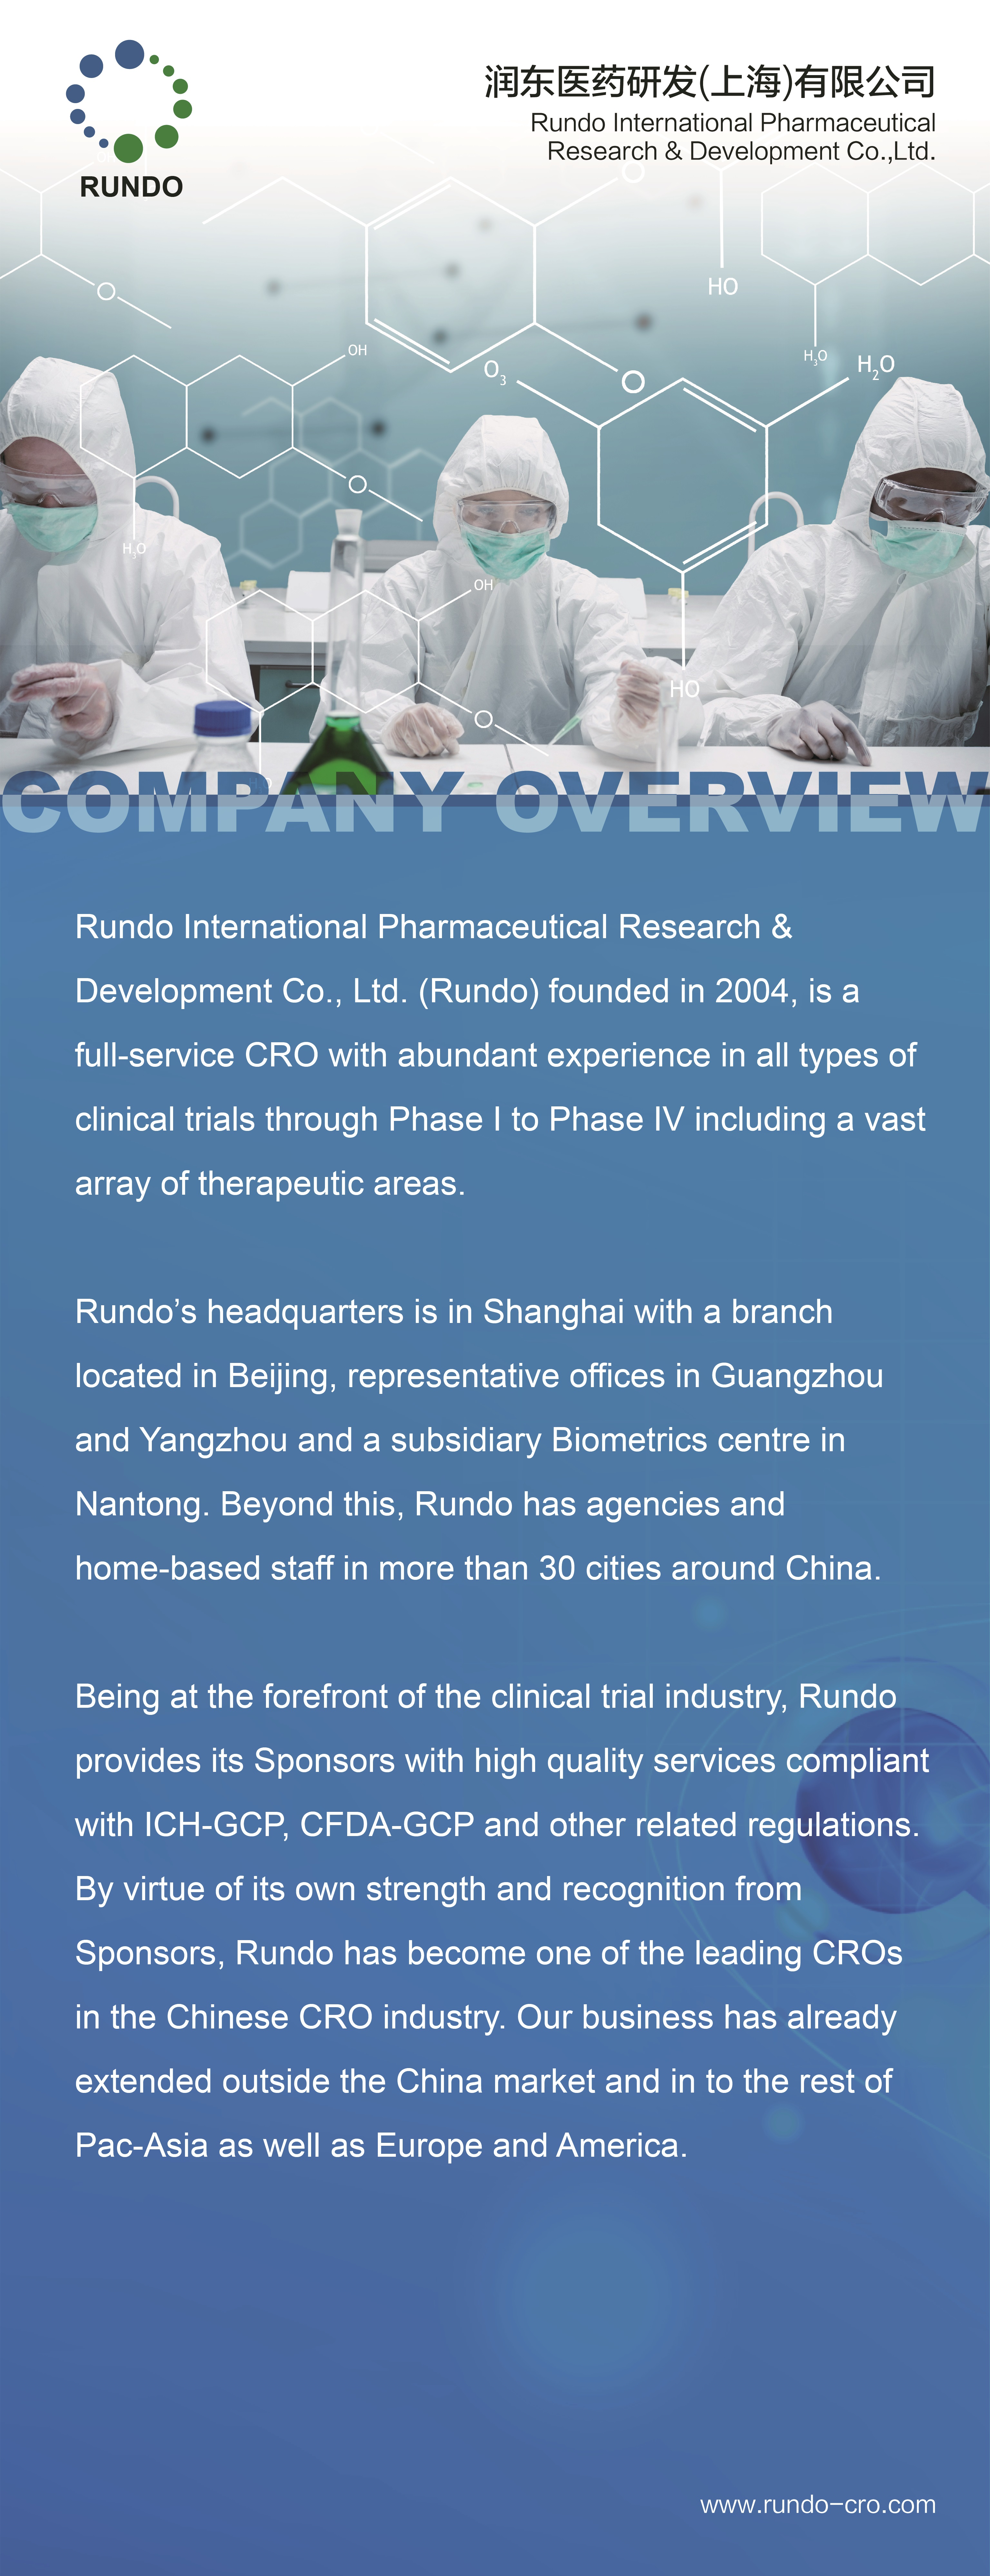 RUNDO
润东医药研发(上海)有限公司
Rundo International Pharmaceutical
Research & Development Co.,Ltd.
O
HO
H3O
OH
O3
O
H2O
O
H3O
OH
HO
O
COMPANY OVERVIEW
Rundo International Pharmaceutical Research &
Development Co., Ltd. (Rundo) founded in 2004, is a
full-service CRO with abundant experience in all types of
clinical trials through Phase I to Phase IV including a vast
array of therapeutic areas.
Rundo’s headquarters is in Shanghai with a branch
located in Beijing, representative offices in Guangzhou
and Yangzhou and a subsidiary Biometrics centre in
Nantong. Beyond this, Rundo has agencies and
home-based staff in more than 30 cities around China.
Being at the forefront of the clinical trial industry, Rundo
provides its Sponsors with high quality services compliant
with ICH-GCP, CFDA-GCP and other related regulations.
By virtue of its own strength and recognition from
Sponsors, Rundo has become one of the leading CROs
in the Chinese CRO industry. Our business has already
extended outside the China market and in to the rest of
Pac-Asia as well as Europe and America.
www.rundo-cro.com